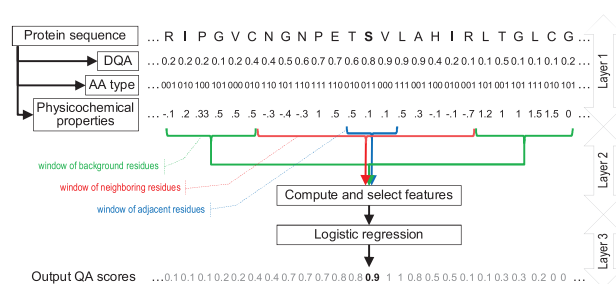 Protein sequence ... R I P G V C N G N P E T S V L A H I R L T G L C G ...
DQA ... 0.2 0.2 0.2 0.1 0.2 0.4 0.4 0.5 0.6 0.7 0.7 0.6 0.8 0.9 0.9 0.9 0.4 0.2 0.1 0.1 0.5 0.1 0.1 0.1 0.2 ...
AA type ... 001 010 100 101 000 010 110 101 110 111 110 010 011 000 111 001 100 010 001 111 101 101 111 010 101 ...
Physicochemical
properties ... -.1 .2 .33 .5 .5 .5 -.3 -.4 -.3 1 .5 .5 .1 .1 .5 .3 -.1 -.1 -.7 1.2 1 1 1.5 1.5 0 ...
window of background residues
window of neighboring residues
window of adjacent residues
Compute and select features
Logistic regression
Output QA scores ...0.1 0.1 0.1 0.2 0.2 0.4 0.4 0.7 0.7 0.7 0.8 0.8 0.9 1 1 0.8 0.5 0.5 0.1 0.1 0.3 0.3 0.2 0 0 ...
Layer 1
Layer 2
Layer 3